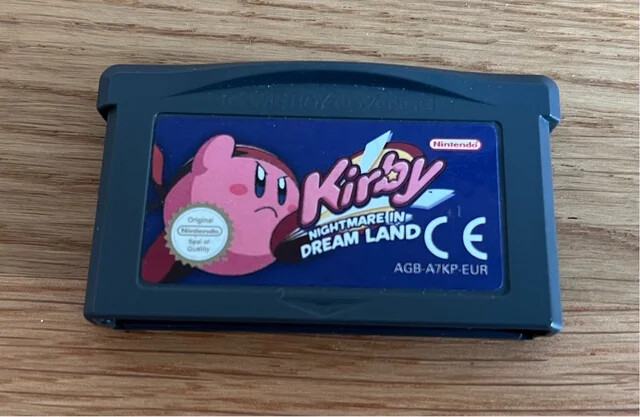 Nintendo
Kirby
NIGHTMARE IN
DREAM LAND
Original
Nintendo
Seal of
Quality
CE
AGB-A7KP-EUR